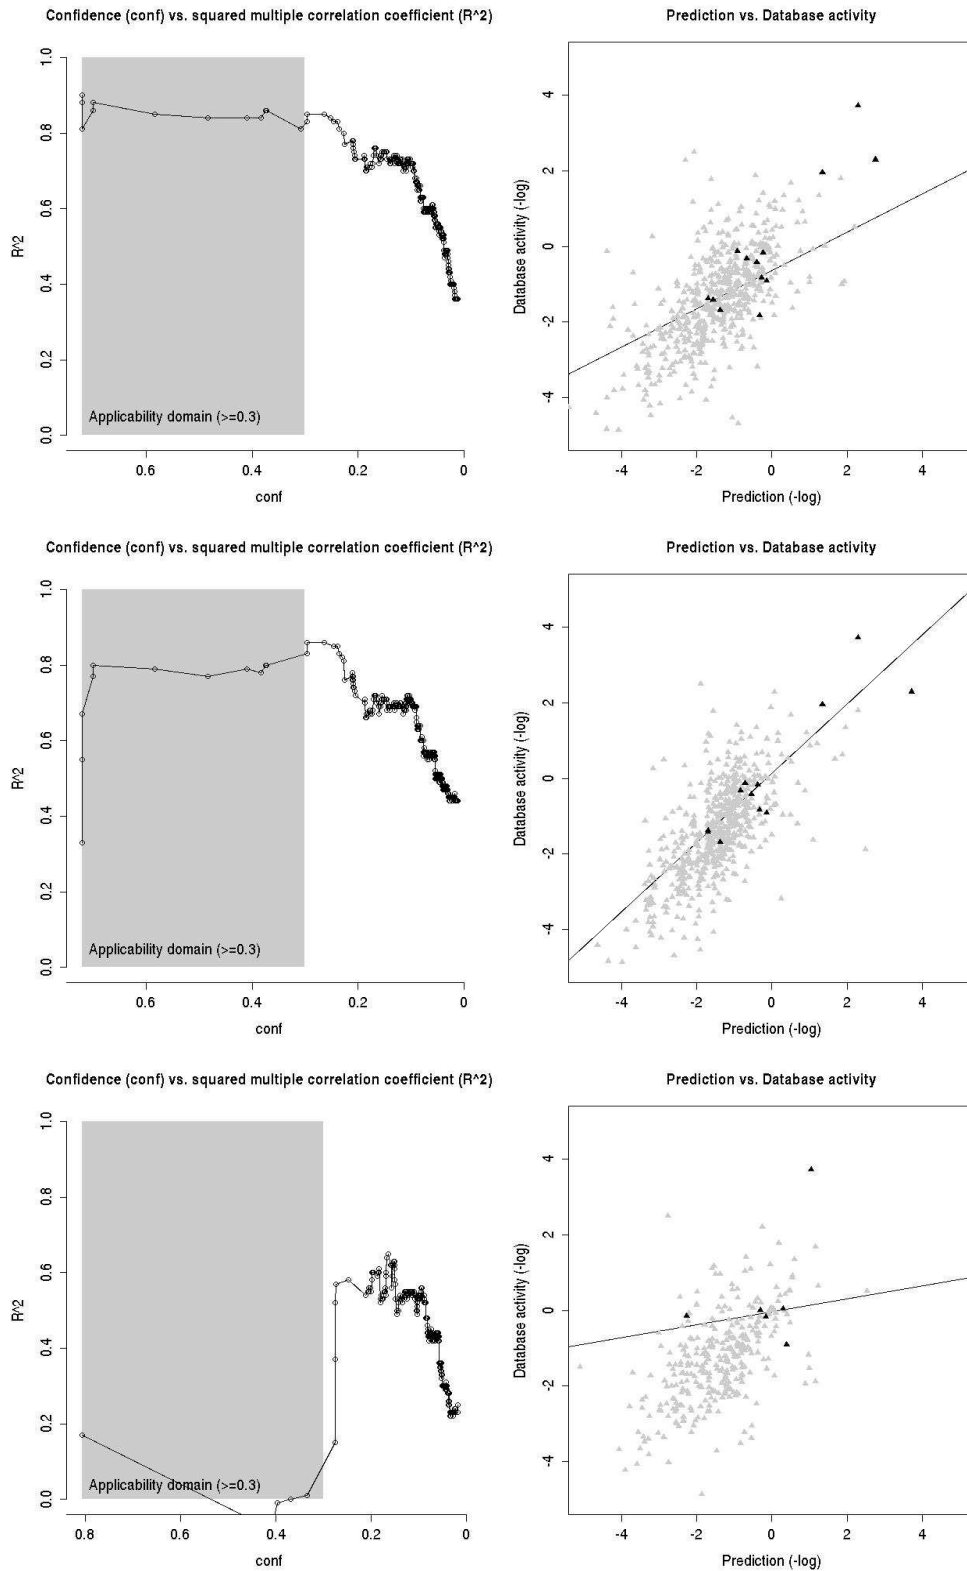 Confidence (conf) vs. squared multiple correlation coefficient (R^2)
R^2
1.0
0.8
0.6
0.4
0.2
0.0
Applicability domain (>=0.3)
0.6
0.4
0.2
0
conf
Prediction vs. Database activity
Database activity (-log)
4
2
0
-2
-4
-4
-2
0
2
4
Prediction (-log)
Confidence (conf) vs. squared multiple correlation coefficient (R^2)
R^2
1.0
0.8
0.6
0.4
0.2
0.0
Applicability domain (>=0.3)
0.6
0.4
0.2
0
conf
Prediction vs. Database activity
Database activity (-log)
4
2
0
-2
-4
-4
-2
0
2
4
Prediction (-log)
Confidence (conf) vs. squared multiple correlation coefficient (R^2)
R^2
1.0
0.8
0.6
0.4
0.2
0.0
Applicability domain (>=0.3)
0.8
0.6
0.4
0.2
0
conf
Prediction vs. Database activity
Database activity (-log)
4
2
0
-2
-4
-4
-2
0
2
4
Prediction (-log)